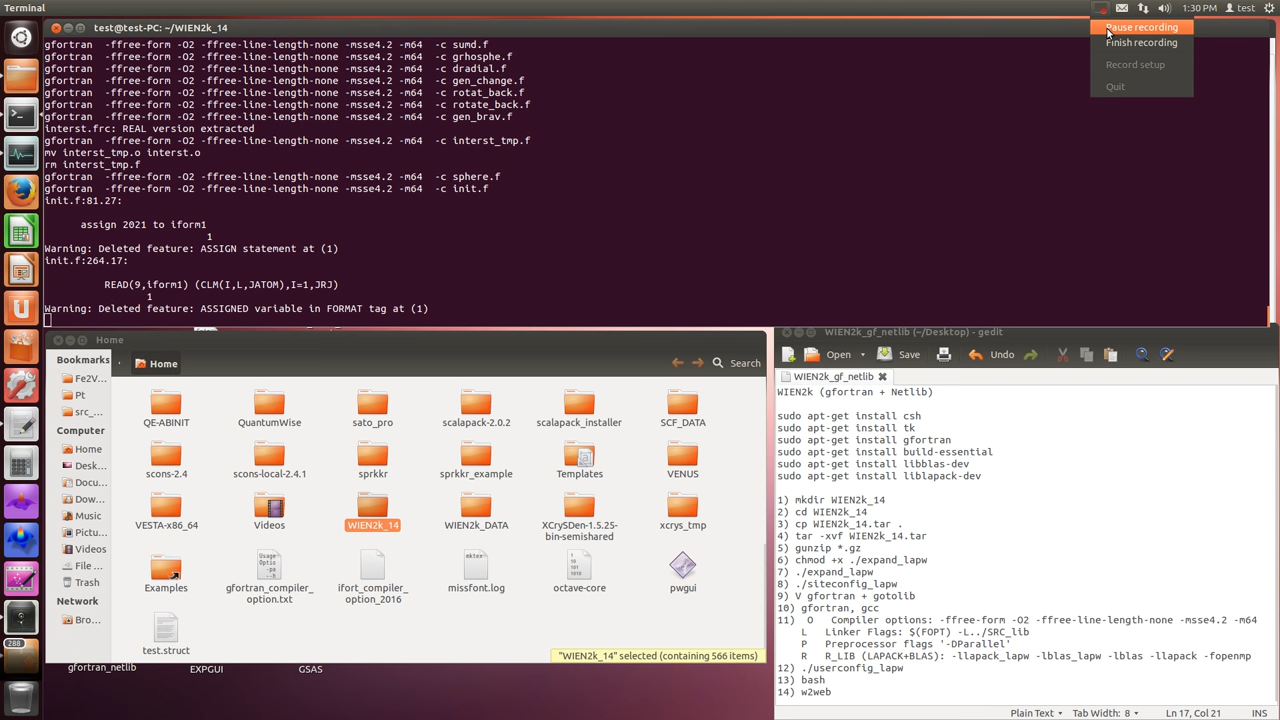 Terminal
1:30 PM
test
test@test-PC: ~/WIEN2k_14
Pause recording
Finish recording
Record setup
Quit
gfortran -ffree-form -O2 -ffree-line-length-none -msse4.2 -m64 -c sumd.f
gfortran -ffree-form -O2 -ffree-line-length-none -msse4.2 -m64 -c grhosphe.f
gfortran -ffree-form -O2 -ffree-line-length-none -msse4.2 -m64 -c dradial.f
gfortran -ffree-form -O2 -ffree-line-length-none -msse4.2 -m64 -c gen_change.f
gfortran -ffree-form -O2 -ffree-line-length-none -msse4.2 -m64 -c rotat_back.f
gfortran -ffree-form -O2 -ffree-line-length-none -msse4.2 -m64 -c rotate_back.f
gfortran -ffree-form -O2 -ffree-line-length-none -msse4.2 -m64 -c gen_brav.f
interst.frc: REAL version extracted
gfortran -ffree-form -O2 -ffree-line-length-none -msse4.2 -m64 -c interst_tmp.f
mv interst_tmp.o interst.o
rm interst_tmp.f
gfortran -ffree-form -O2 -ffree-line-length-none -msse4.2 -m64 -c sphere.f
gfortran -ffree-form -O2 -ffree-line-length-none -msse4.2 -m64 -c init.f
init.f:81.27:
assign 2021 to iform1
1
Warning: Deleted feature: ASSIGN statement at (1)
init.f:264.17:
READ(9,iform1) (CLM(I,L,JATOM),I=1,JRJ)
1
Warning: Deleted feature: ASSIGNED variable in FORMAT tag at (1)
Home
Bookmarks
Fe2V...
Pt
src_...
Computer
Home
Desk...
Docu...
Dow...
Music
Pictu...
Videos
File ...
Trash
Network
Bro...
Home
Search
QE-ABINIT
QuantumWise
sato_pro
scalapack-2.0.2
scalapack_installer
SCF_DATA
scons-2.4
scons-local-2.4.1
sprkkr
sprkkr_example
Templates
VENUS
VESTA-x86_64
Videos
WIEN2k_14
WIEN2k_DATA
XCrySDen-1.5.25-
bin-semishared
xcrys_tmp
Examples
gfortran_compiler_
option.txt
ifort_compiler_
option_2016
missfont.log
octave-core
pwgui
test.struct
"WIEN2k_14" selected (containing 566 items)
288
gfortran_netlib
EXPGUI
GSAS
WIEN2k_gf_netlib (~/Desktop) - gedit
Open
Save
Undo
WIEN2k_gf_netlib
WIEN2k (gfortran + Netlib)
sudo apt-get install csh
sudo apt-get install tk
sudo apt-get install gfortran
sudo apt-get install build-essential
sudo apt-get install libblas-dev
sudo apt-get install liblapack-dev
1) mkdir WIEN2k_14
2) cd WIEN2k_14
3) cp WIEN2k_14.tar .
4) tar -xvf WIEN2k_14.tar
5) gunzip *.gz
6) chmod +x ./expand_lapw
7) ./expand_lapw
8) ./siteconfig_lapw
9) V gfortran + gotolib
10) gfortran, gcc
11) O Compiler options: -ffree-form -O2 -ffree-line-length-none -msse4.2 -m64
L Linker Flags: $(FOPT) -L../SRC_lib
P Preprocessor flags '-DParallel'
R R_LIB (LAPACK+BLAS): -llapack_lapw -lblas_lapw -lblas -llapack -fopenmp
12) ./userconfig_lapw
13) bash
14) w2web
Plain Text
Tab Width: 8
Ln 17, Col 21
INS